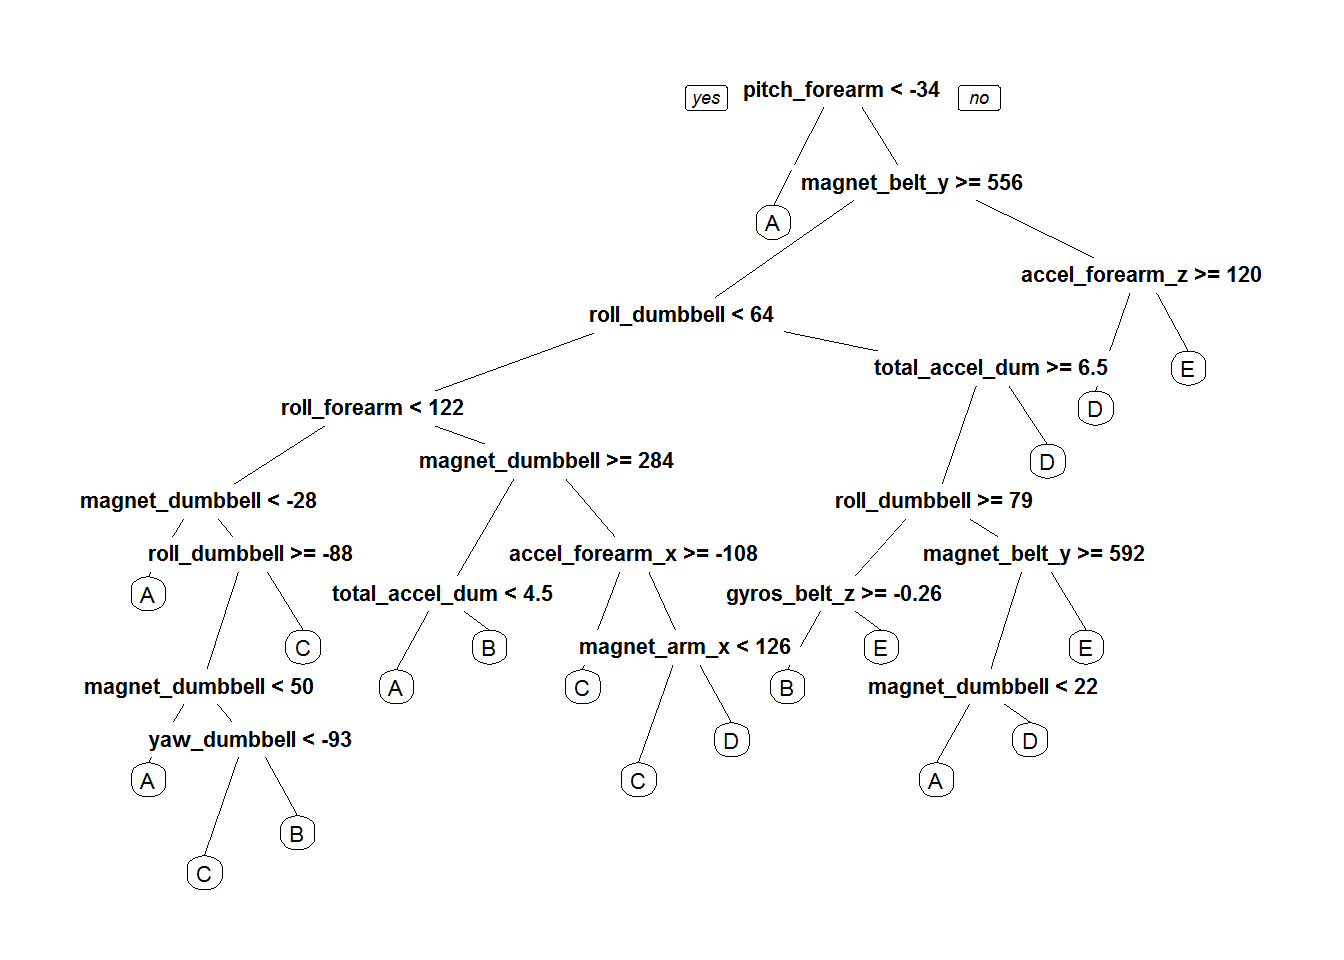 yes
pitch_forearm < -34
no
magnet_belt_y >= 556
A
accel_forearm_z >= 120
roll_dumbbell < 64
total_accel_dum >= 6.5
E
D
roll_forearm < 122
magnet_dumbbell >= 284
D
magnet_dumbbell < -28
roll_dumbbell >= 79
roll_dumbbell >= -88
accel_forearm_x >= -108
magnet_belt_y >= 592
A
total_accel_dum < 4.5
gyros_belt_z >= -0.26
C
B
magnet_arm_x < 126
E
E
magnet_dumbbell < 50
A
C
B
magnet_dumbbell < 22
yaw_dumbbell < -93
D
D
A
C
A
B
C